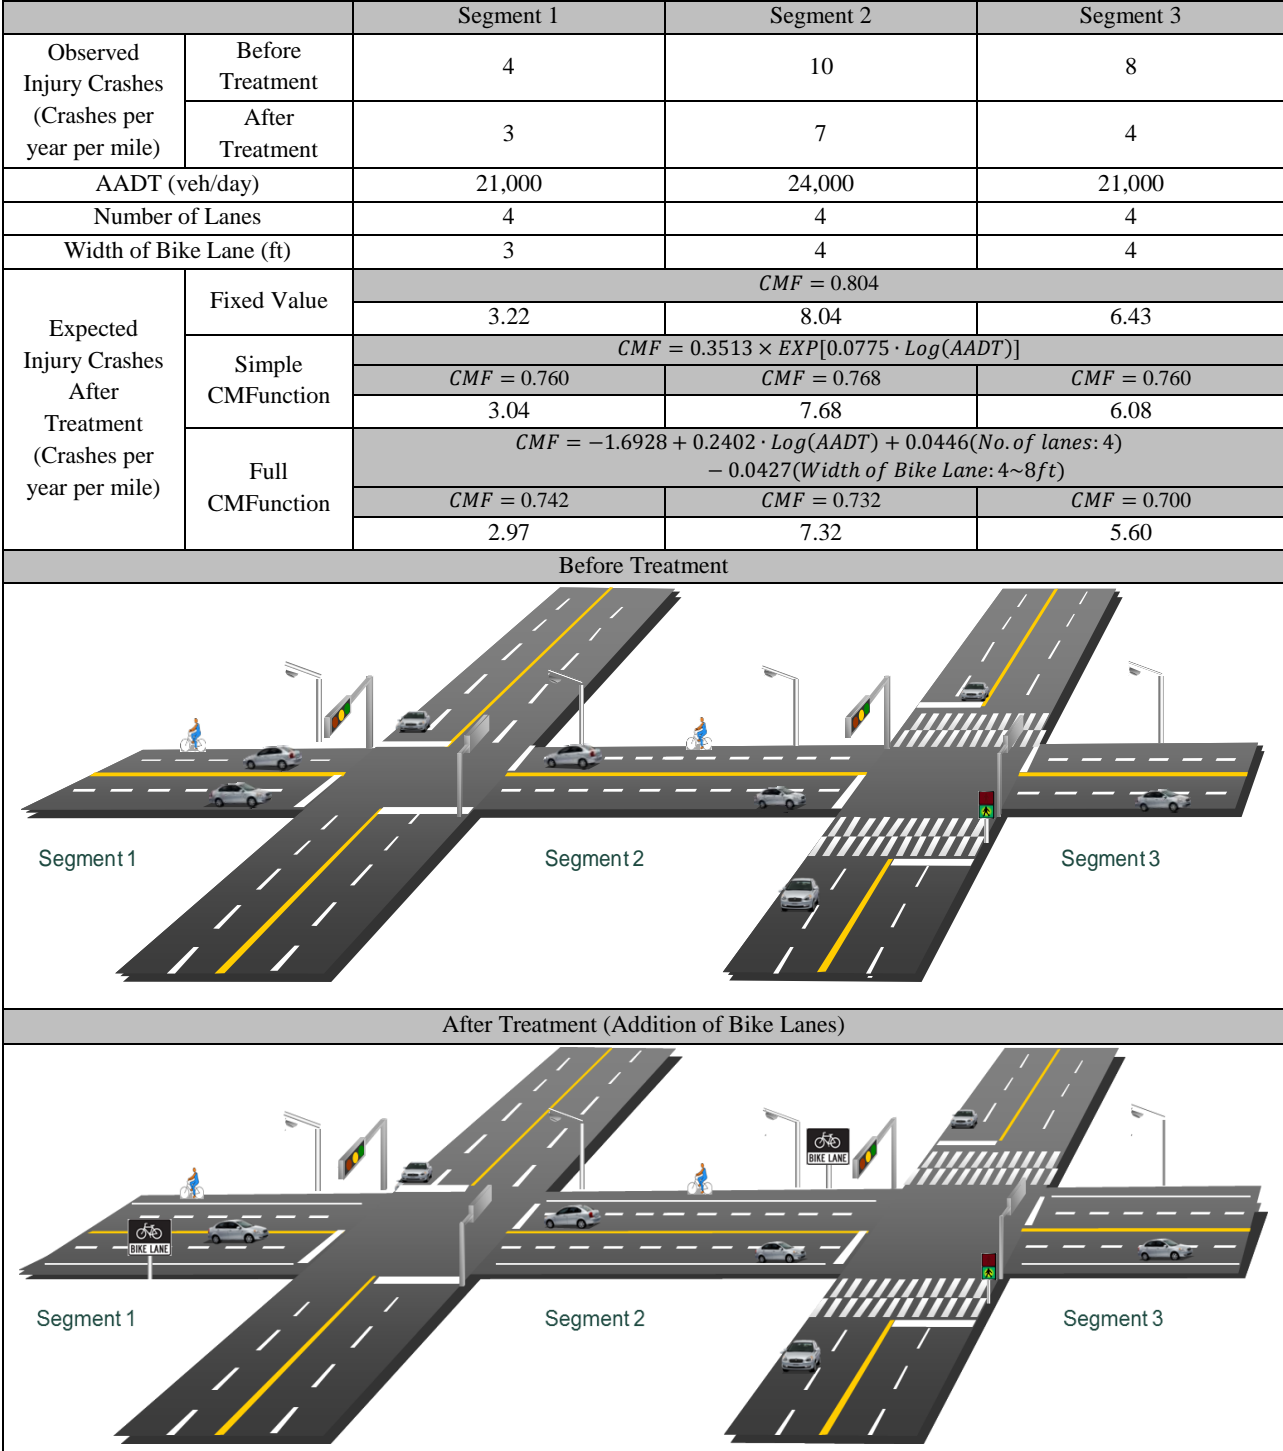 Segment 1 Segment 2 Segment 3
Observed
Injury Crashes
(Crashes per
year per mile)
Before
Treatment
4 10 8
After
Treatment
3 7 4
AADT (veh/day) 21,000 24,000 21,000
Number of Lanes 4 4 4
Width of Bike Lane (ft) 3 4 4
Expected
Injury Crashes
After
Treatment
(Crashes per
year per mile)
Fixed Value
CMF = 0.804
3.22 8.04 6.43
Simple
CMFunction
CMF = 0.3513 × EXP[0.0775 · Log(AADT)]
CMF = 0.760 CMF = 0.768 CMF = 0.760
3.04 7.68 6.08
Full
CMFunction
CMF = −1.6928 + 0.2402 · Log(AADT) + 0.0446(No. of lanes: 4)
− 0.0427(Width of Bike Lane: 4~8ft)
CMF = 0.742 CMF = 0.732 CMF = 0.700
2.97 7.32 5.60
Before Treatment
Segment 1 Segment 2 Segment 3
After Treatment (Addition of Bike Lanes)
BIKE LANE
BIKE LANE
Segment 1 Segment 2 Segment 3